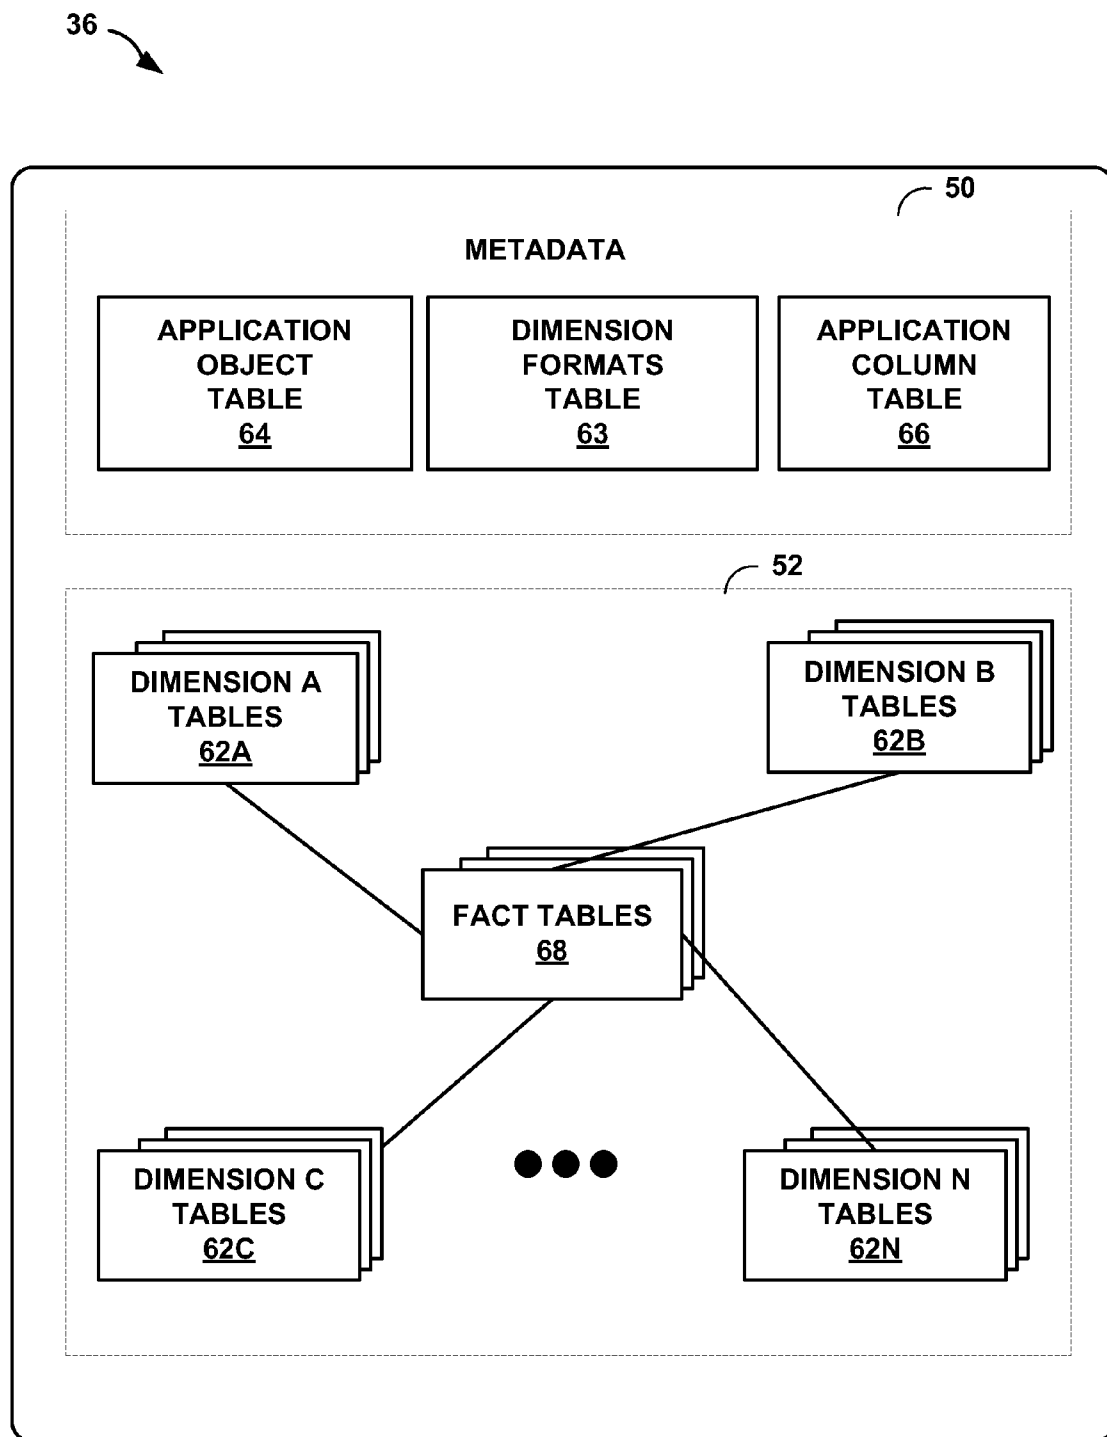 36
50
METADATA
APPLICATION
OBJECT
TABLE
64
DIMENSION
FORMATS
TABLE
63
APPLICATION
COLUMN
TABLE
66
52
DIMENSION A
TABLES
62A
DIMENSION B
TABLES
62B
FACT TABLES
68
DIMENSION C
TABLES
62C
DIMENSION N
TABLES
62N